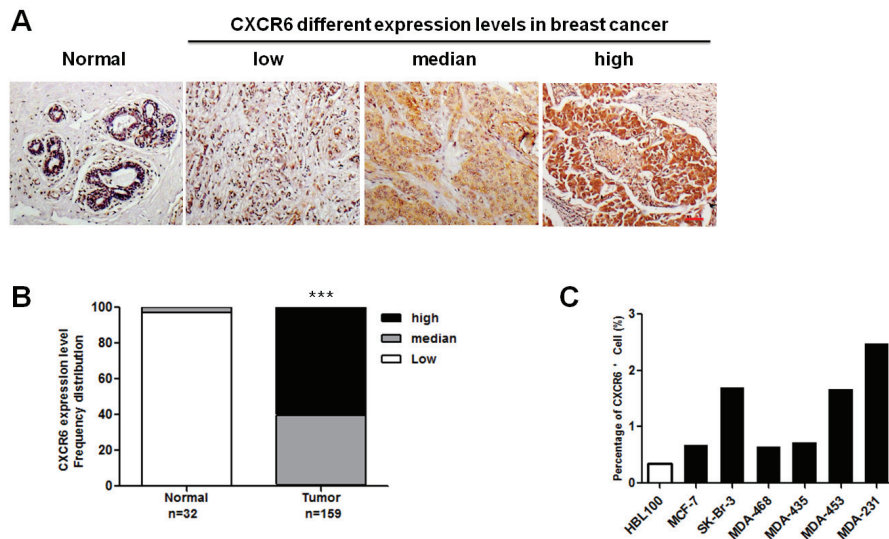 A
CXCR6 different expression levels in breast cancer
Normal
low
median
high
B
CXCR6 expression level
Frequency distribution
100
80
60
40
20
0
***
high
median
Low
Normal
n=32
Tumor
n=159
C
Percentage of CXCR6⁺ Cell (%)
3
2
1
0
HBL100
MCF-7
SK-Br-3
MDA-468
MDA-435
MDA-453
MDA-231